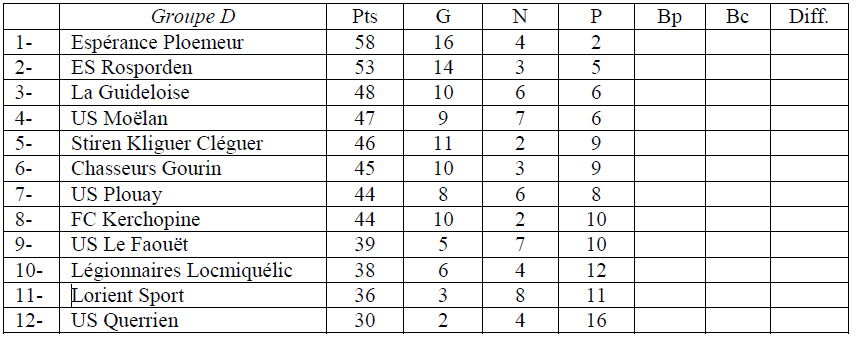 Groupe D Pts G N P Bp Bc Diff.
1- Espérance Ploemeur 58 16 4 2
2- ES Rosporden 53 14 3 5
3- La Guideloise 48 10 6 6
4- US Moëlan 47 9 7 6
5- Stiren Kliguer Cléguer 46 11 2 9
6- Chasseurs Gourin 45 10 3 9
7- US Plouay 44 8 6 8
8- FC Kerchopine 44 10 2 10
9- US Le Faouët 39 5 7 10
10- Légionnaires Locmiquélic 38 6 4 12
11- Lorient Sport 36 3 8 11
12- US Querrien 30 2 4 16